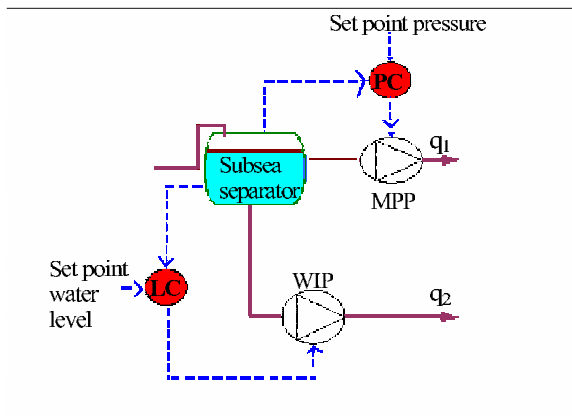 Set point pressure
PC
q1
Subsea
separator
MPP
Set point
water
level
LC
WIP
q2